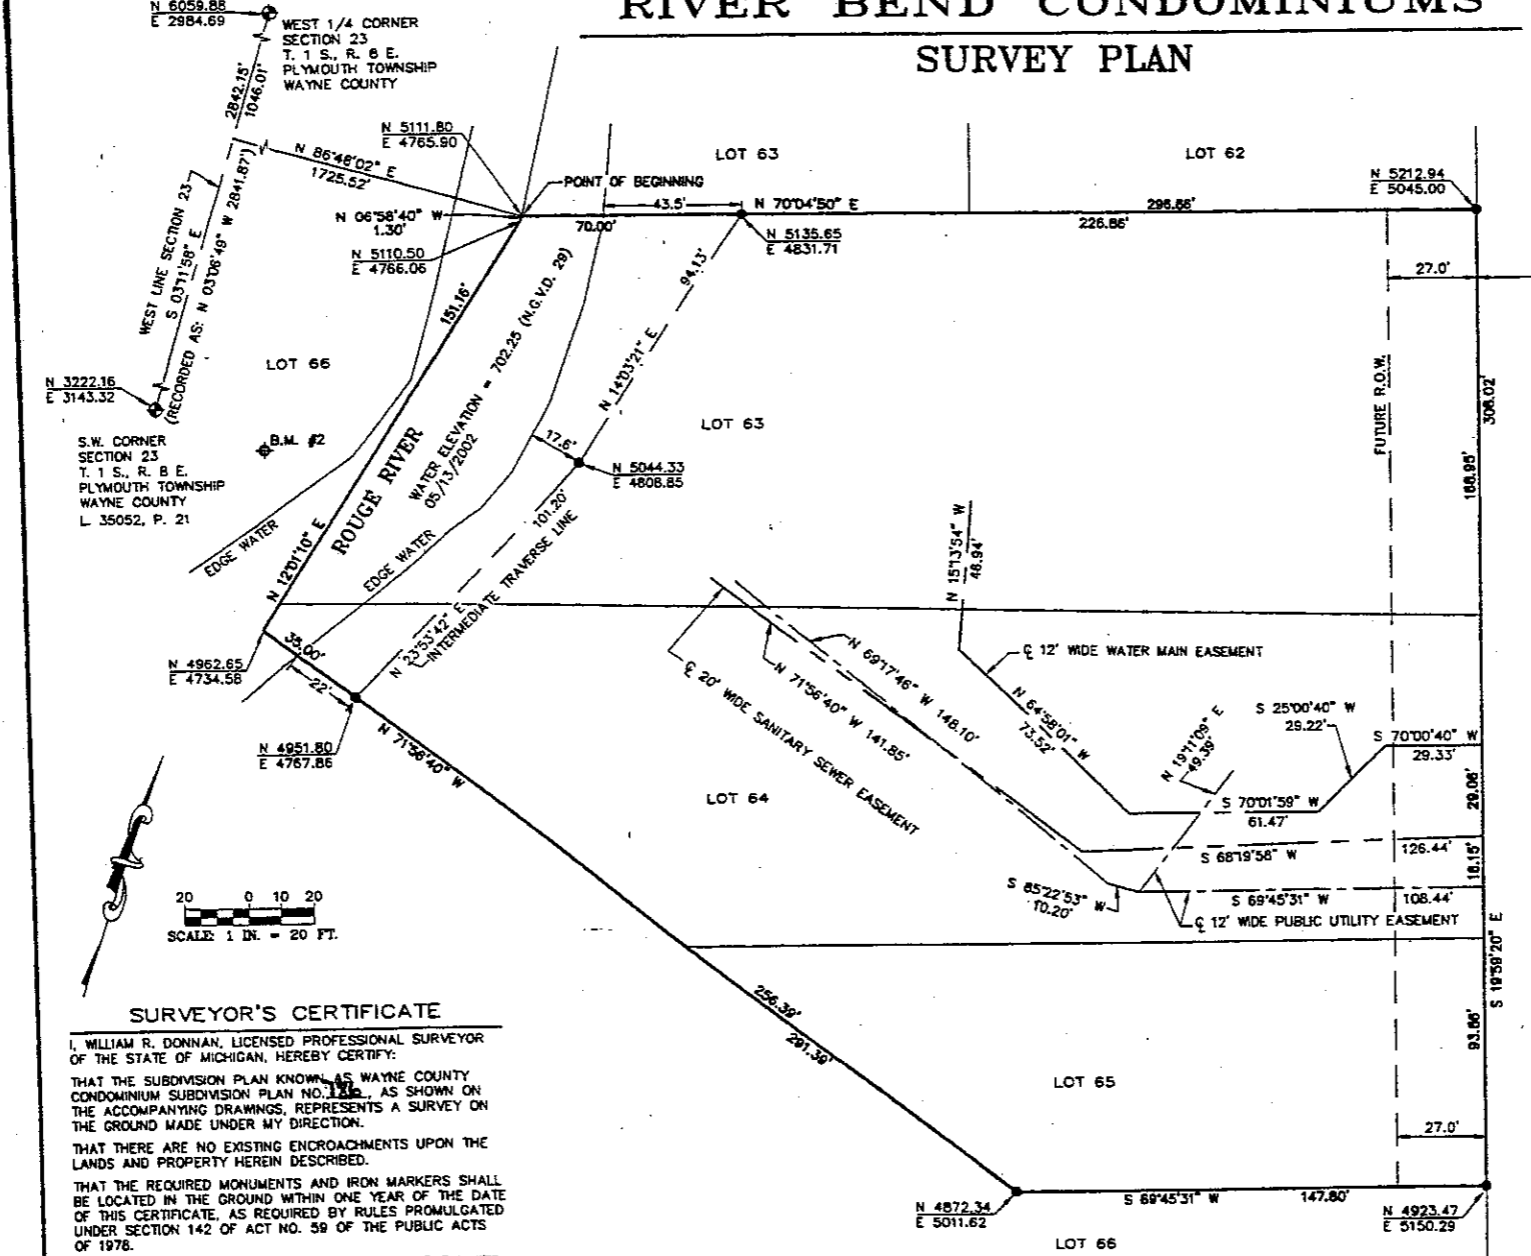 RIVER BEND CONDOMINIUMS
SURVEY PLAN
N 6059.88
E 2984.69
WEST 1/4 CORNER
SECTION 23
T. 1 S., R. 8 E.
PLYMOUTH TOWNSHIP
WAYNE COUNTY
2842.15'
1046.01'
N 5111.80
E 4765.90
N 86°48'02" E
1725.52'
POINT OF BEGINNING
LOT 63
LOT 62
N 5212.94
E 5045.00
N 06°58'40" W
1.30'
43.5'
N 70°04'50" E
296.86'
70.00'
226.86'
N 5135.65
E 4831.71
N 5110.50
E 4766.06
27.0'
WEST LINE SECTION 23
S 03°11'58" E
(RECORDED AS: N 03°06'49" W 2841.87')
151.16'
94.13'
N 14°03'21" E
WATER ELEVATION = 702.25 (N.G.V.D. 29)
05/13/2002
LOT 66
FUTURE R.O.W.
308.02'
N 3222.16
E 3143.32
S.W. CORNER
SECTION 23
T. 1 S., R. 8 E.
PLYMOUTH TOWNSHIP
WAYNE COUNTY
L. 35052, P. 21
B.M. #2
LOT 63
17.6'
N 5044.33
E 4808.85
168.95'
ROUGE RIVER
EDGE WATER
EDGE WATER
N 12°01'10" E
101.20'
N 23°53'42" E
INTERMEDIATE TRAVERSE LINE
N 15°13'54" W
48.94'
35.00'
22'
N 4962.65
E 4734.58
N 4951.80
E 4767.86
N 71°56'40" W
℄ 12' WIDE WATER MAIN EASEMENT
N 69°17'46" W 148.10'
N 71°56'40" W 141.85'
℄ 20' WIDE SANITARY SEWER EASEMENT
N 64°58'01" W
73.52'
N 19°11'09" E
49.39'
S 25°00'40" W
29.22'
S 70°00'40" W
29.33'
S 70°01'59" W
61.47'
29.06'
LOT 64
S 68°19'58" W
126.44'
16.15'
S 85°22'53" W
10.20'
S 69°45'31" W
108.44'
℄ 12' WIDE PUBLIC UTILITY EASEMENT
S 19°59'20" E
93.86'
20 0 10 20
SCALE: 1 IN. = 20 FT.
256.39'
291.39'
LOT 65
27.0'
S 69°45'31" W
147.80'
N 4872.34
E 5011.62
N 4923.47
E 5150.29
LOT 66
SURVEYOR'S CERTIFICATE
I, WILLIAM R. DONNAN, LICENSED PROFESSIONAL SURVEYOR
OF THE STATE OF MICHIGAN, HEREBY CERTIFY:
THAT THE SUBDIVISION PLAN KNOWN AS WAYNE COUNTY
CONDOMINIUM SUBDIVISION PLAN NO. , AS SHOWN ON
THE ACCOMPANYING DRAWINGS, REPRESENTS A SURVEY ON
THE GROUND MADE UNDER MY DIRECTION.
THAT THERE ARE NO EXISTING ENCROACHMENTS UPON THE
LANDS AND PROPERTY HEREIN DESCRIBED.
THAT THE REQUIRED MONUMENTS AND IRON MARKERS SHALL
BE LOCATED IN THE GROUND WITHIN ONE YEAR OF THE DATE
OF THIS CERTIFICATE, AS REQUIRED BY RULES PROMULGATED
UNDER SECTION 142 OF ACT NO. 59 OF THE PUBLIC ACTS
OF 1978.